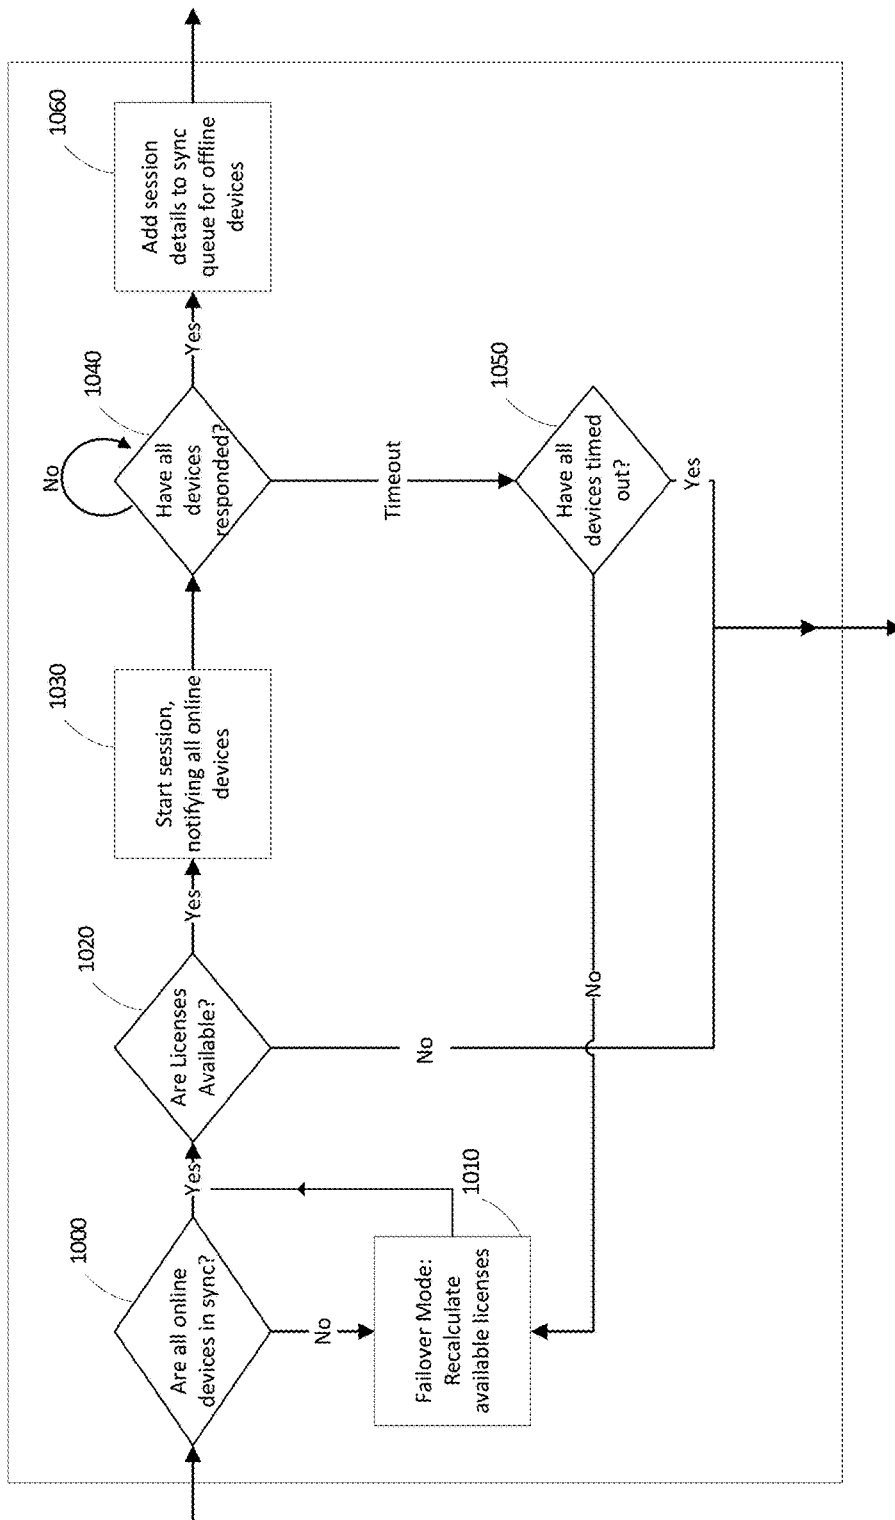 1000
Are all online
devices in sync?
Yes
No
1010
Failover Mode:
Recalculate
available licenses
1020
Are Licenses
Available?
Yes
No
1030
Start session,
notifying all online
devices
1040
Have all
devices
responded?
No
Yes
Timeout
1050
Have all
devices timed
out?
No
Yes
1060
Add session
details to sync
queue for offline
devices